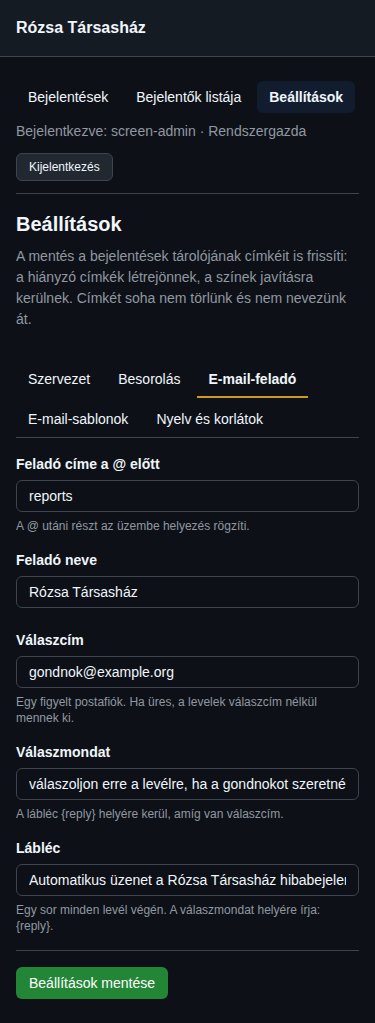 Rózsa Társasház
Bejelentések Bejelentők listája Beállítások
Bejelentkezve: screen-admin · Rendszergazda
Kijelentkezés
Beállítások
A mentés a bejelentések tárolójának címkéit is frissíti:
a hiányzó címkék létrejönnek, a színek javításra
kerülnek. Címkét soha nem törlünk és nem nevezünk
át.
Szervezet Besorolás E-mail-feladó
E-mail-sablonok Nyelv és korlátok
Feladó címe a @ előtt
reports
A @ utáni részt az üzembe helyezés rögzíti.
Feladó neve
Rózsa Társasház
Válaszcím
gondnok@example.org
Egy figyelt postafiók. Ha üres, a levelek válaszcím nélkül
mennek ki.
Válaszmondat
válaszoljon erre a levélre, ha a gondnokot szeretné
A lábléc {reply} helyére kerül, amíg van válaszcím.
Lábléc
Automatikus üzenet a Rózsa Társasház hibabejelen
Egy sor minden levél végén. A válaszmondat helyére írja:
{reply}.
Beállítások mentése